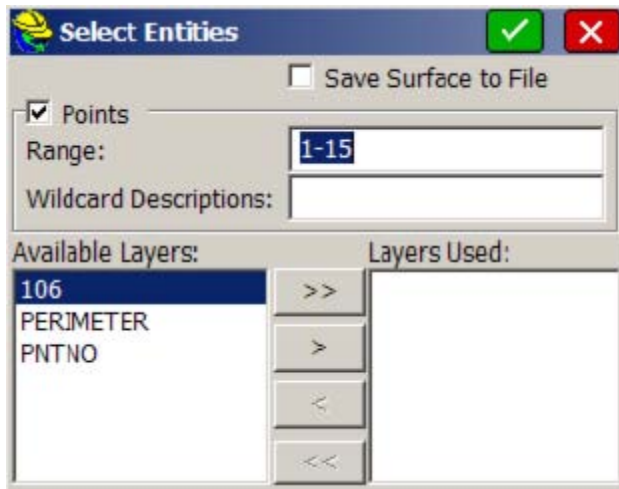 Select Entities
Save Surface to File
Points
Range: 1-15
Wildcard Descriptions:
Available Layers: Layers Used:
106 >>
PERIMETER
PNTNO >
<
<<